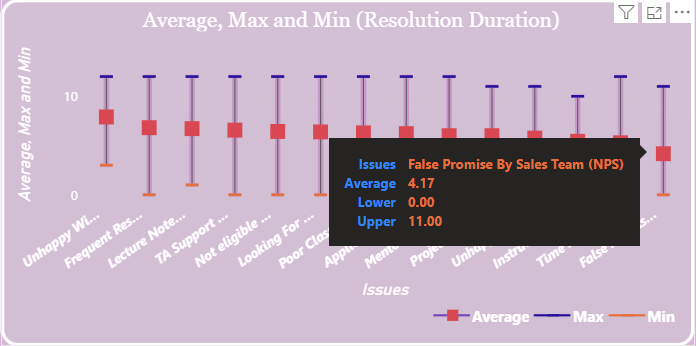 Average, Max and Min (Resolution Duration)
Average, Max and Min
10
0
Unhappy Wi...
Frequent Res...
Lecture Note...
TA Support ...
Not eligible ...
Looking For ...
Poor Clas
Appli
Mento
Proje
Unhap
Instru
Time
False
s...
Issues False Promise By Sales Team (NPS)
Average 4.17
Lower 0.00
Upper 11.00
Issues
Average Max Min